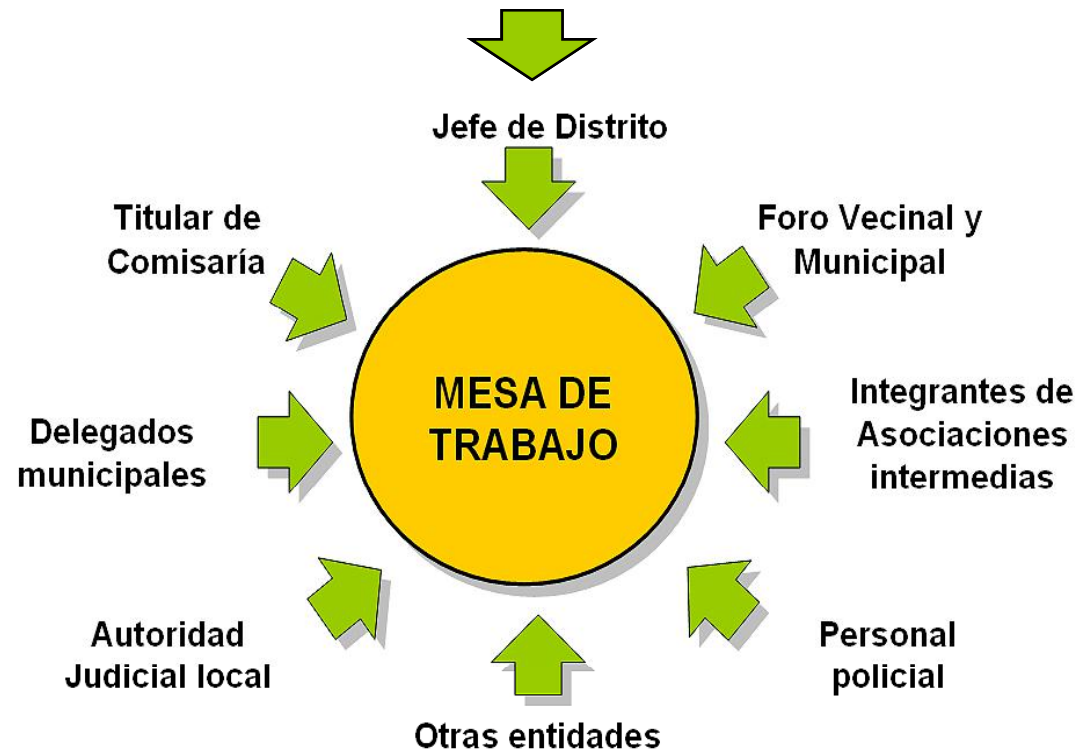 Jefe de Distrito
Titular de
Comisaría
Foro Vecinal y
Municipal
MESA DE
TRABAJO
Delegados
municipales
Integrantes de
Asociaciones
intermedias
Autoridad
Judicial local
Personal
policial
Otras entidades